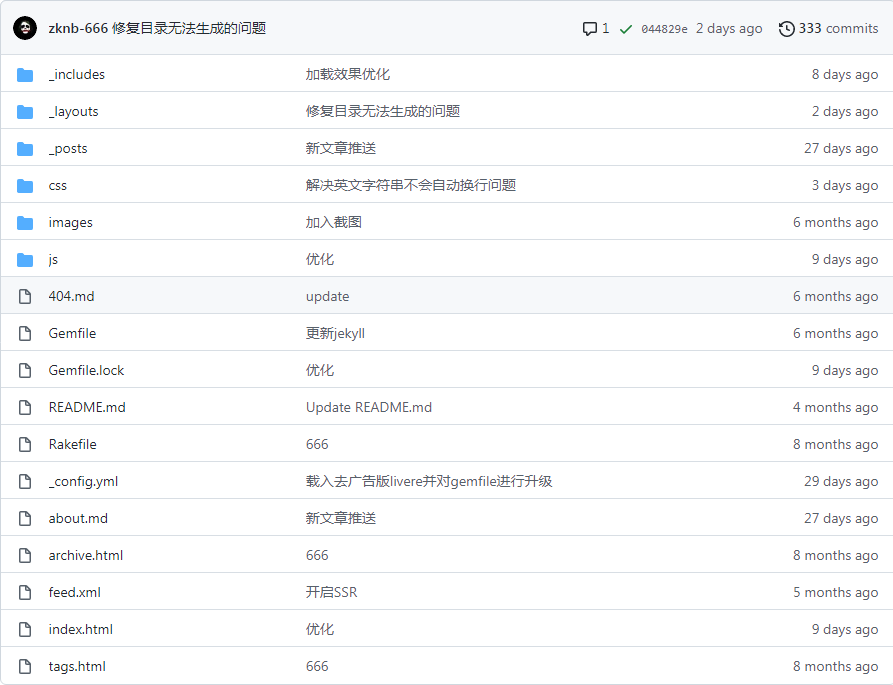 zknb-666 修复目录无法生成的问题 1 044829e 2 days ago 333 commits
_includes 加载效果优化 8 days ago
_layouts 修复目录无法生成的问题 2 days ago
_posts 新文章推送 27 days ago
css 解决英文字符串不会自动换行问题 3 days ago
images 加入截图 6 months ago
js 优化 9 days ago
404.md update 6 months ago
Gemfile 更新jekyll 6 months ago
Gemfile.lock 优化 9 days ago
README.md Update README.md 4 months ago
Rakefile 666 8 months ago
_config.yml 载入去广告版livere并对gemfile进行升级 29 days ago
about.md 新文章推送 27 days ago
archive.html 666 8 months ago
feed.xml 开启SSR 5 months ago
index.html 优化 9 days ago
tags.html 666 8 months ago